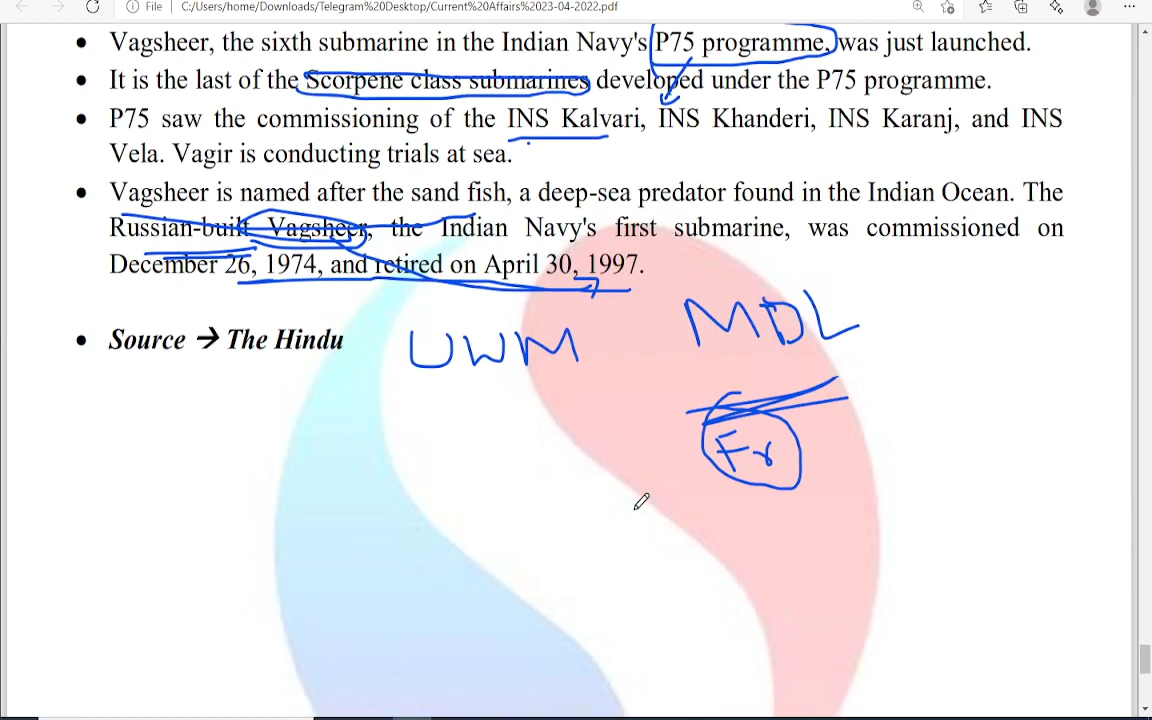 File | C:/Users/home/Downloads/Telegram%20Desktop/Current%20Affairs%2023-04-2022.pdf
• Vagsheer, the sixth submarine in the Indian Navy's P75 programme, was just launched.
• It is the last of the Scorpene class submarines developed under the P75 programme.
• P75 saw the commissioning of the INS Kalvari, INS Khanderi, INS Karanj, and INS
Vela. Vagir is conducting trials at sea.
• Vagsheer is named after the sand fish, a deep-sea predator found in the Indian Ocean. The
Russian-built Vagsheer, the Indian Navy's first submarine, was commissioned on
December 26, 1974, and retired on April 30, 1997.
• Source → The Hindu
UWM
MDL
Fr